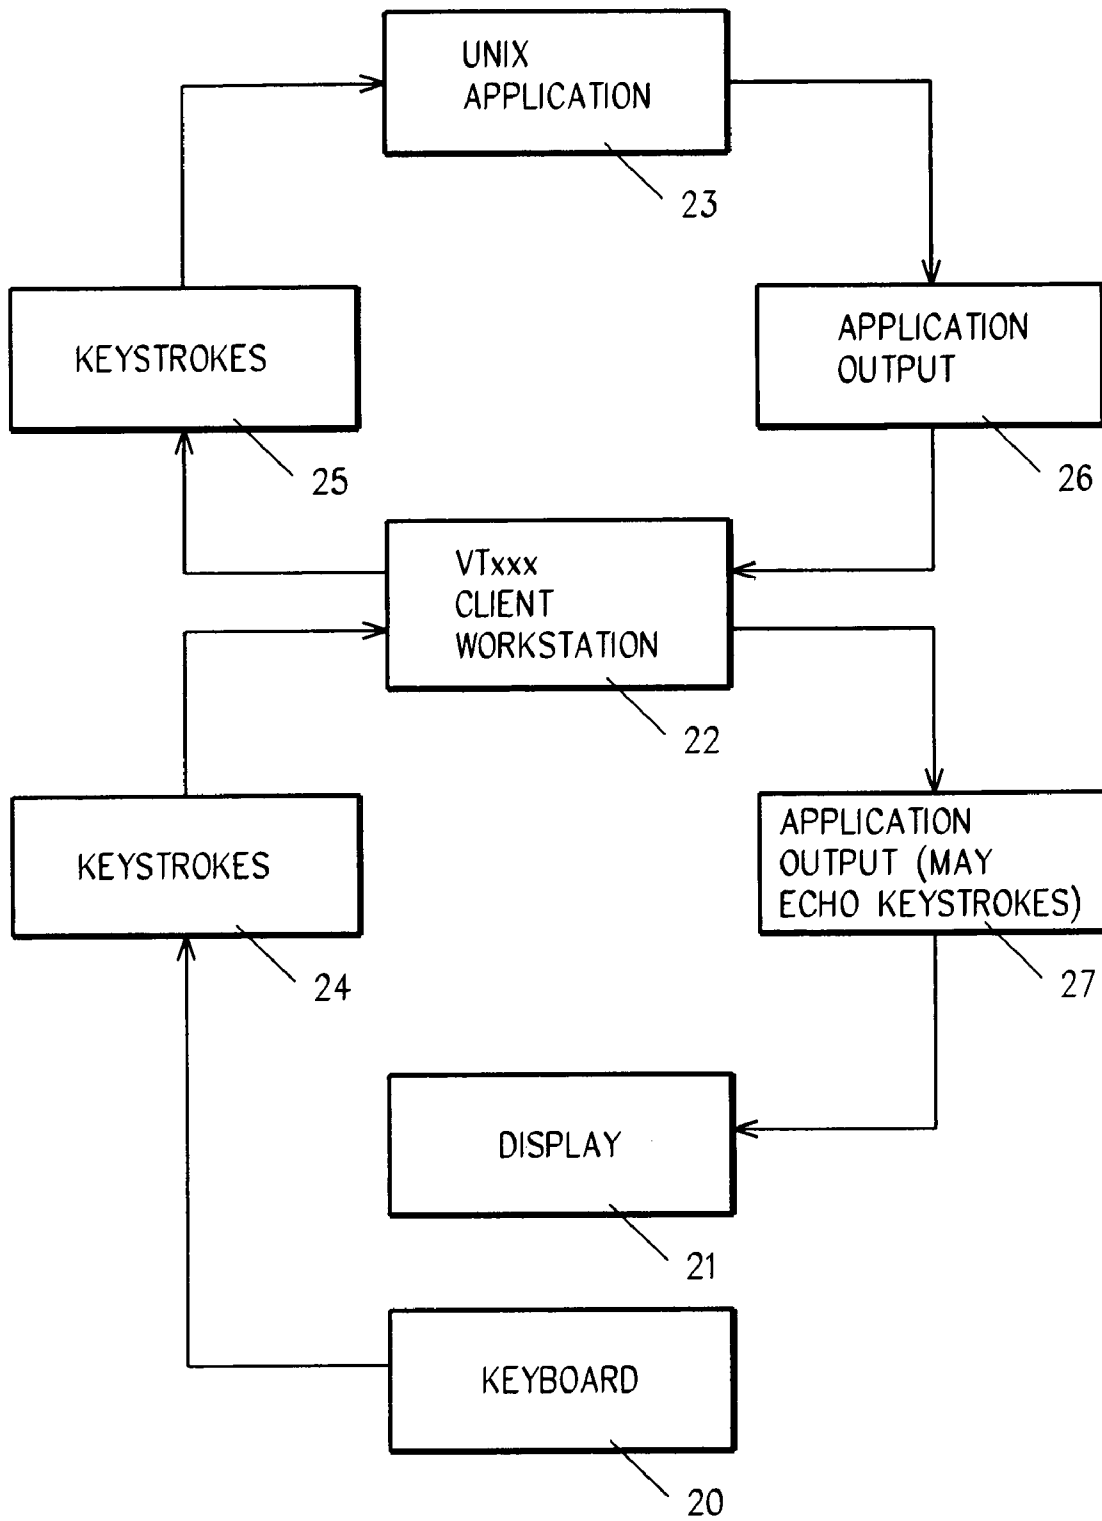 UNIX
APPLICATION
23
KEYSTROKES
25
APPLICATION
OUTPUT
26
VTxxx
CLIENT
WORKSTATION
22
KEYSTROKES
24
APPLICATION
OUTPUT (MAY
ECHO KEYSTROKES)
27
DISPLAY
21
KEYBOARD
20